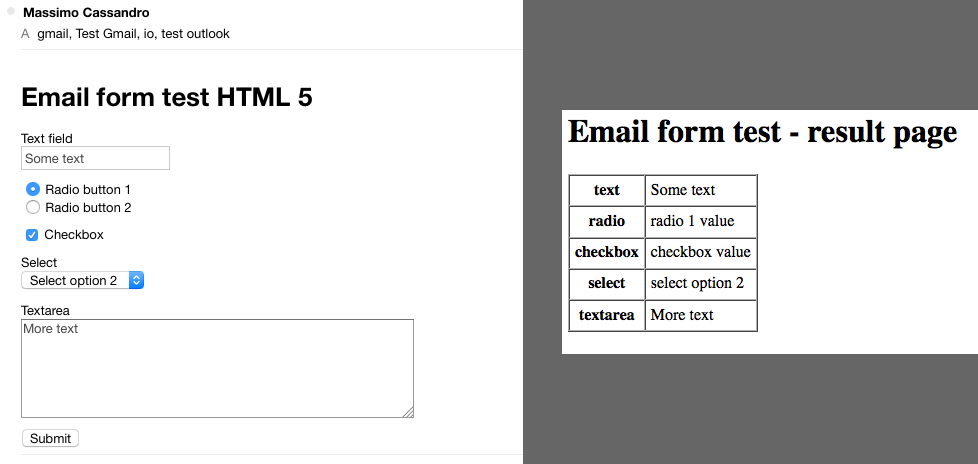 Massimo Cassandro
A gmail, Test Gmail, io, test outlook
Email form test HTML 5
Text field
Some text
Radio button 1
Radio button 2
Checkbox
Select
Select option 2
Textarea
More text
Submit
Email form test - result page
text Some text
radio radio 1 value
checkbox checkbox value
select select option 2
textarea More text